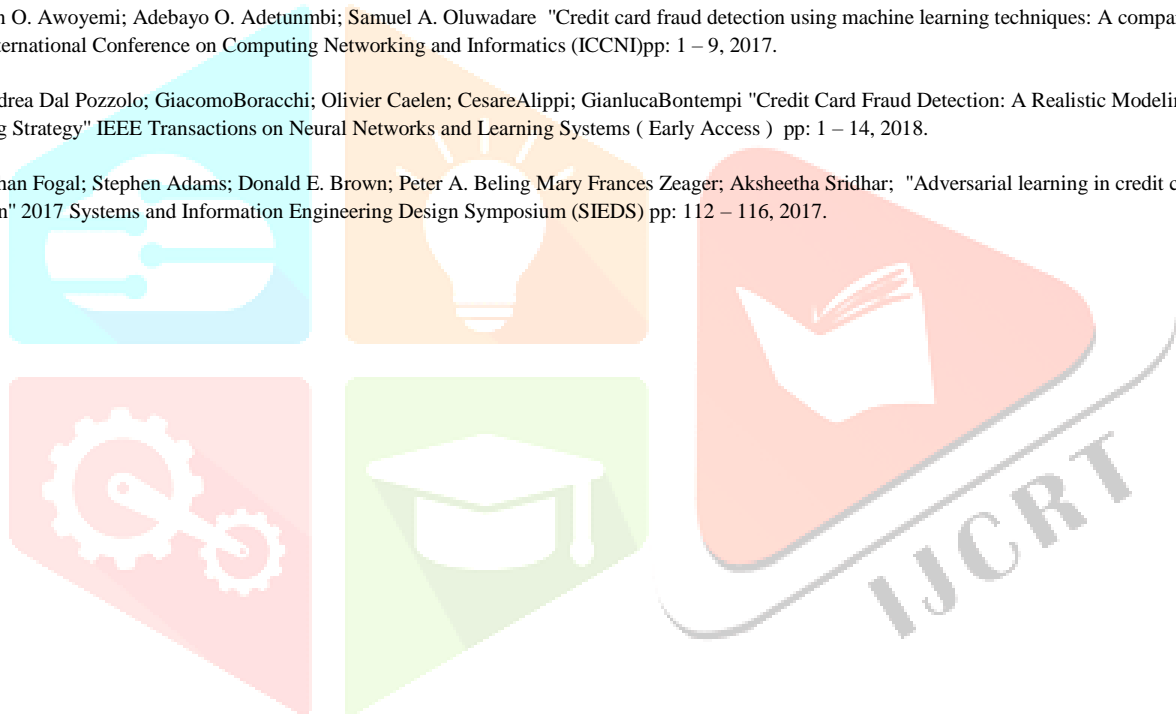 n O. Awoyemi; Adebayo O. Adetunmbi; Samuel A. Oluwadare "Credit card fraud detection using machine learning techniques: A compa
ternational Conference on Computing Networking and Informatics (ICCNI)pp: 1 – 9, 2017.
drea Dal Pozzolo; GiacomoBoracchi; Olivier Caelen; CesareAlippi; GianlucaBontempi "Credit Card Fraud Detection: A Realistic Modelin
g Strategy" IEEE Transactions on Neural Networks and Learning Systems ( Early Access ) pp: 1 – 14, 2018.
han Fogal; Stephen Adams; Donald E. Brown; Peter A. Beling Mary Frances Zeager; Aksheetha Sridhar; "Adversarial learning in credit c
n" 2017 Systems and Information Engineering Design Symposium (SIEDS) pp: 112 – 116, 2017.
IJCRT